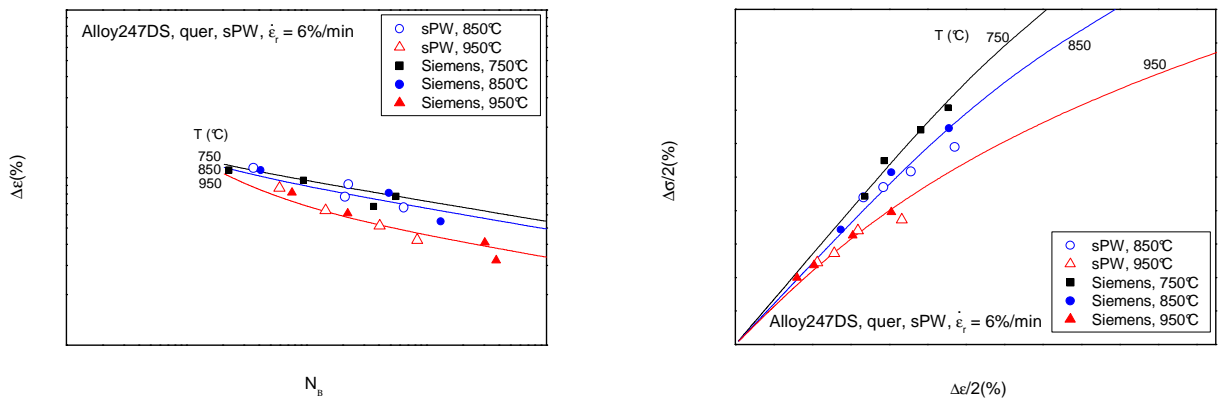 Alloy247DS, quer, sPW, ε̇r = 6%/min
sPW, 850°C
sPW, 950°C
Siemens, 750°C
Siemens, 850°C
Siemens, 950°C
T (°C)
750
850
950
Δε(%)
NB
T (°C)
750
850
950
Δσ/2(%)
sPW, 850°C
sPW, 950°C
Siemens, 750°C
Siemens, 850°C
Siemens, 950°C
Alloy247DS, quer, sPW, ε̇r = 6%/min
Δε/2(%)